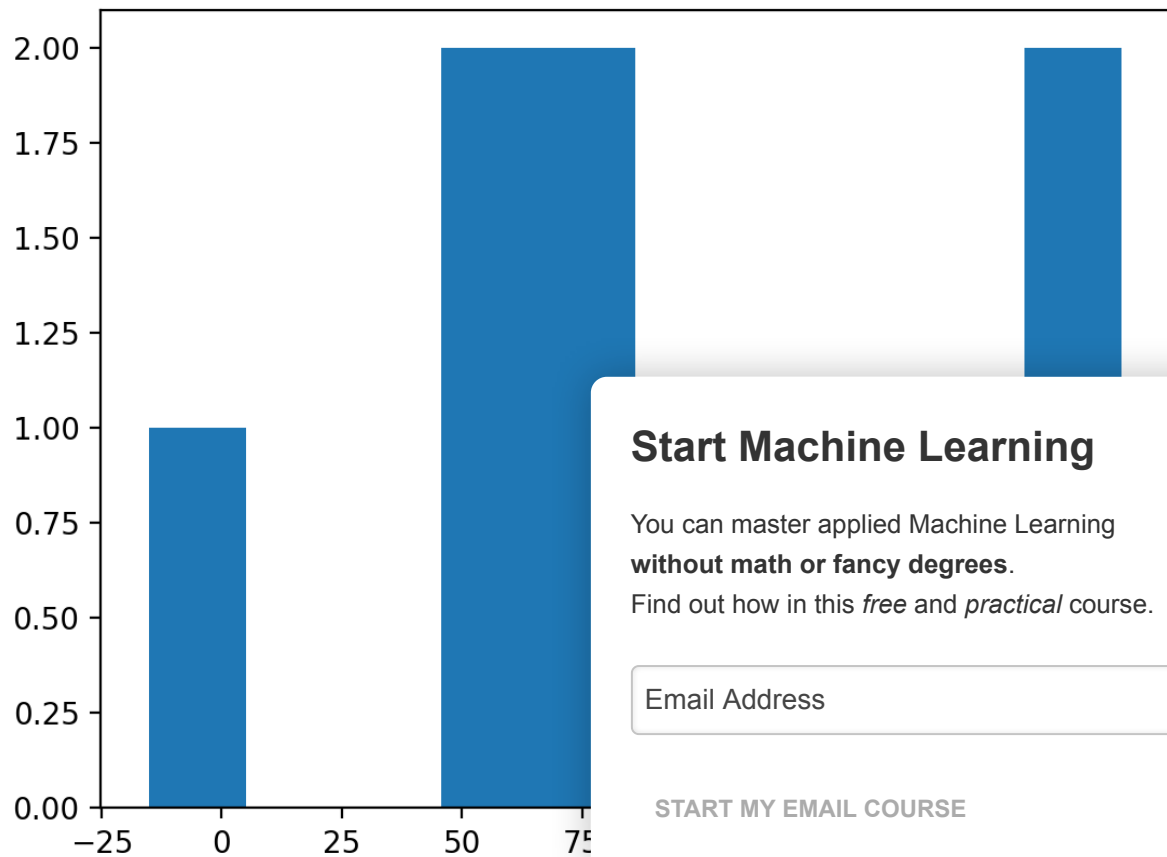 2.00
1.75
1.50
1.25
1.00
0.75
0.50
0.25
0.00
−25 0 25 50
Start Machine Learning
You can master applied Machine Learning
without math or fancy degrees.
Find out how in this free and practical course.
Email Address
START MY EMAIL COURSE